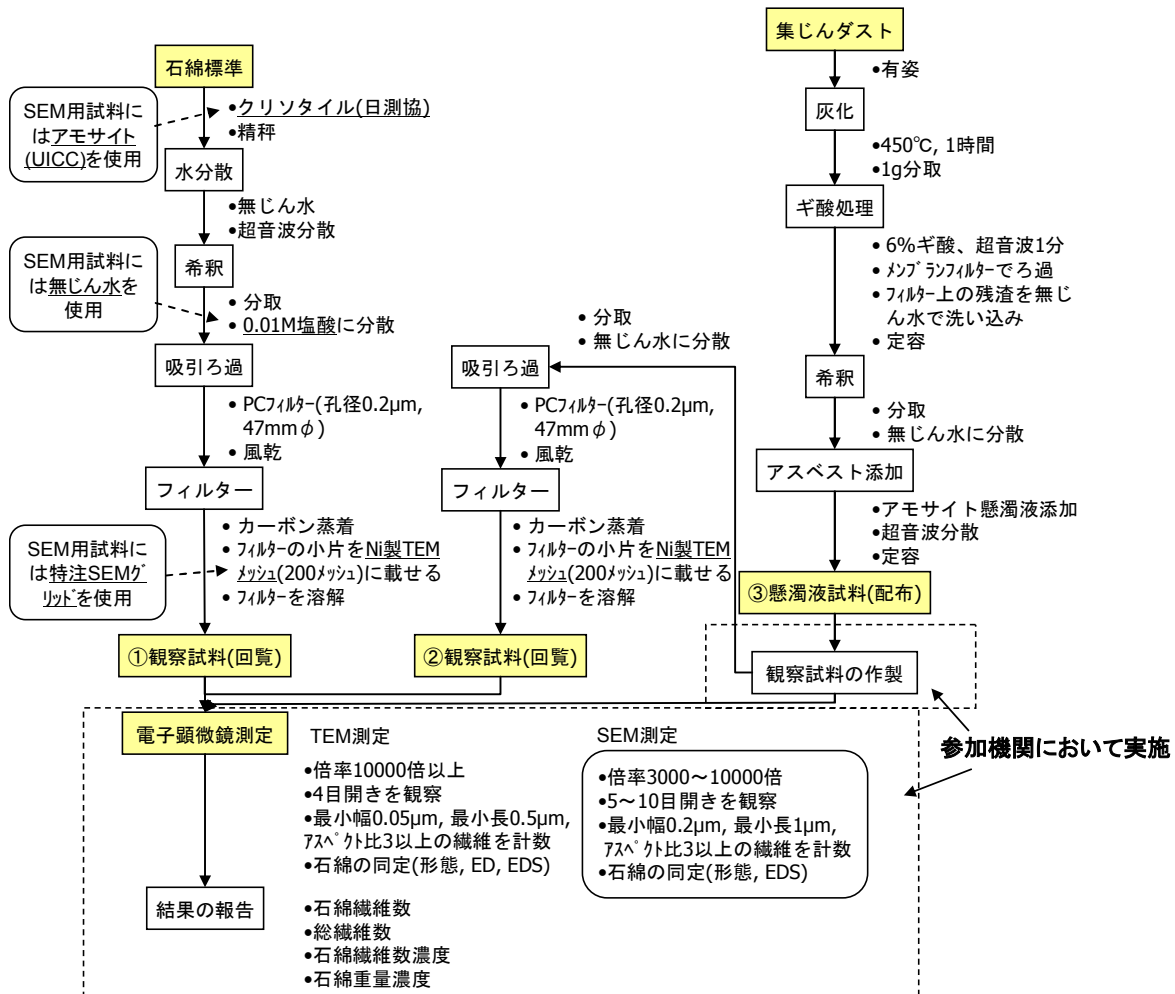 石綿標準
SEM用試料に
はアモサイト
(UICC)を使用
•クリソタイル(日測協)
•精秤
水分散
•無じん水
•超音波分散
SEM用試料に
は無じん水を
使用
希釈
• 分取
• 0.01M塩酸に分散
吸引ろ過
• PCﾌｨﾙﾀｰ(孔径0.2µm,
47mmφ)
• 風乾
フィルター
SEM用試料に
は特注SEMｸﾞ
ﾘｯﾄﾞを使用
• カーボン蒸着
• ﾌｨﾙﾀｰの小片をNi製TEM
ﾒｯｼｭ(200ﾒｯｼｭ)に載せる
• フィルターを溶解
①観察試料(回覧)
• 分取
• 無じん水に分散
吸引ろ過
• PCﾌｨﾙﾀｰ(孔径0.2µm,
47mmφ)
• 風乾
フィルター
• カーボン蒸着
• ﾌｨﾙﾀｰの小片をNi製TEM
ﾒｯｼｭ(200ﾒｯｼｭ)に載せる
• フィルターを溶解
②観察試料(回覧)
集じんダスト
•有姿
灰化
•450℃, 1時間
•1g分取
ギ酸処理
• 6%ギ酸、超音波1分
• ﾒﾝﾌﾞﾗﾝﾌｨﾙﾀｰでろ過
• ﾌｨﾙﾀｰ上の残渣を無じ
ん水で洗い込み
• 定容
希釈
• 分取
• 無じん水に分散
アスベスト添加
•アモサイト懸濁液添加
•超音波分散
•定容
③懸濁液試料(配布)
観察試料の作製
参加機関において実施
電子顕微鏡測定
TEM測定
•倍率10000倍以上
•4目開きを観察
•最小幅0.05µm, 最小長0.5µm,
ｱｽﾍﾟｸﾄ比3以上の繊維を計数
•石綿の同定(形態, ED, EDS)
SEM測定
•倍率3000～10000倍
•5～10目開きを観察
•最小幅0.2µm, 最小長1µm,
ｱｽﾍﾟｸﾄ比3以上の繊維を計数
•石綿の同定(形態, EDS)
結果の報告
•石綿繊維数
•総繊維数
•石綿繊維数濃度
•石綿重量濃度